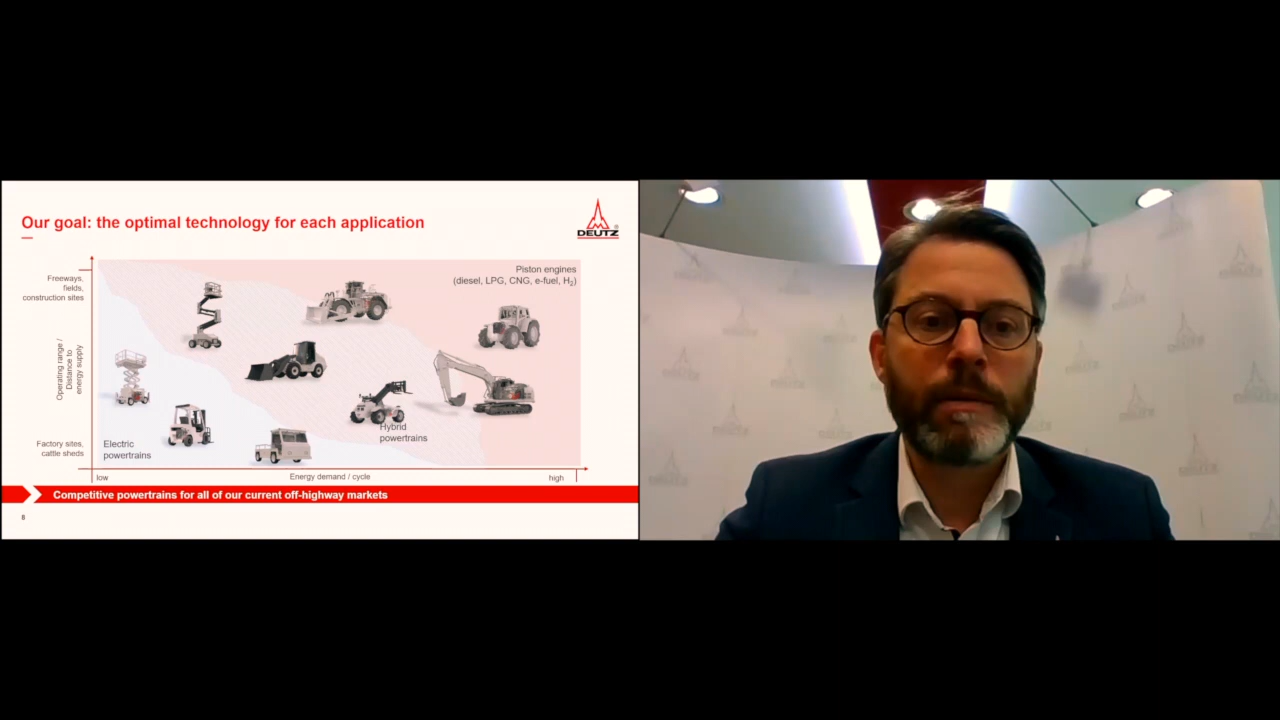 Our goal: the optimal technology for each application
DEUTZ
®
Freeways,
fields,
construction sites
Piston engines
(diesel, LPG, CNG, e-fuel, H₂)
Operating range /
Distance to
energy supply
Factory sites,
cattle sheds
Electric
powertrains
Hybrid
powertrains
low
Energy demand / cycle
high
Competitive powertrains for all of our current off-highway markets